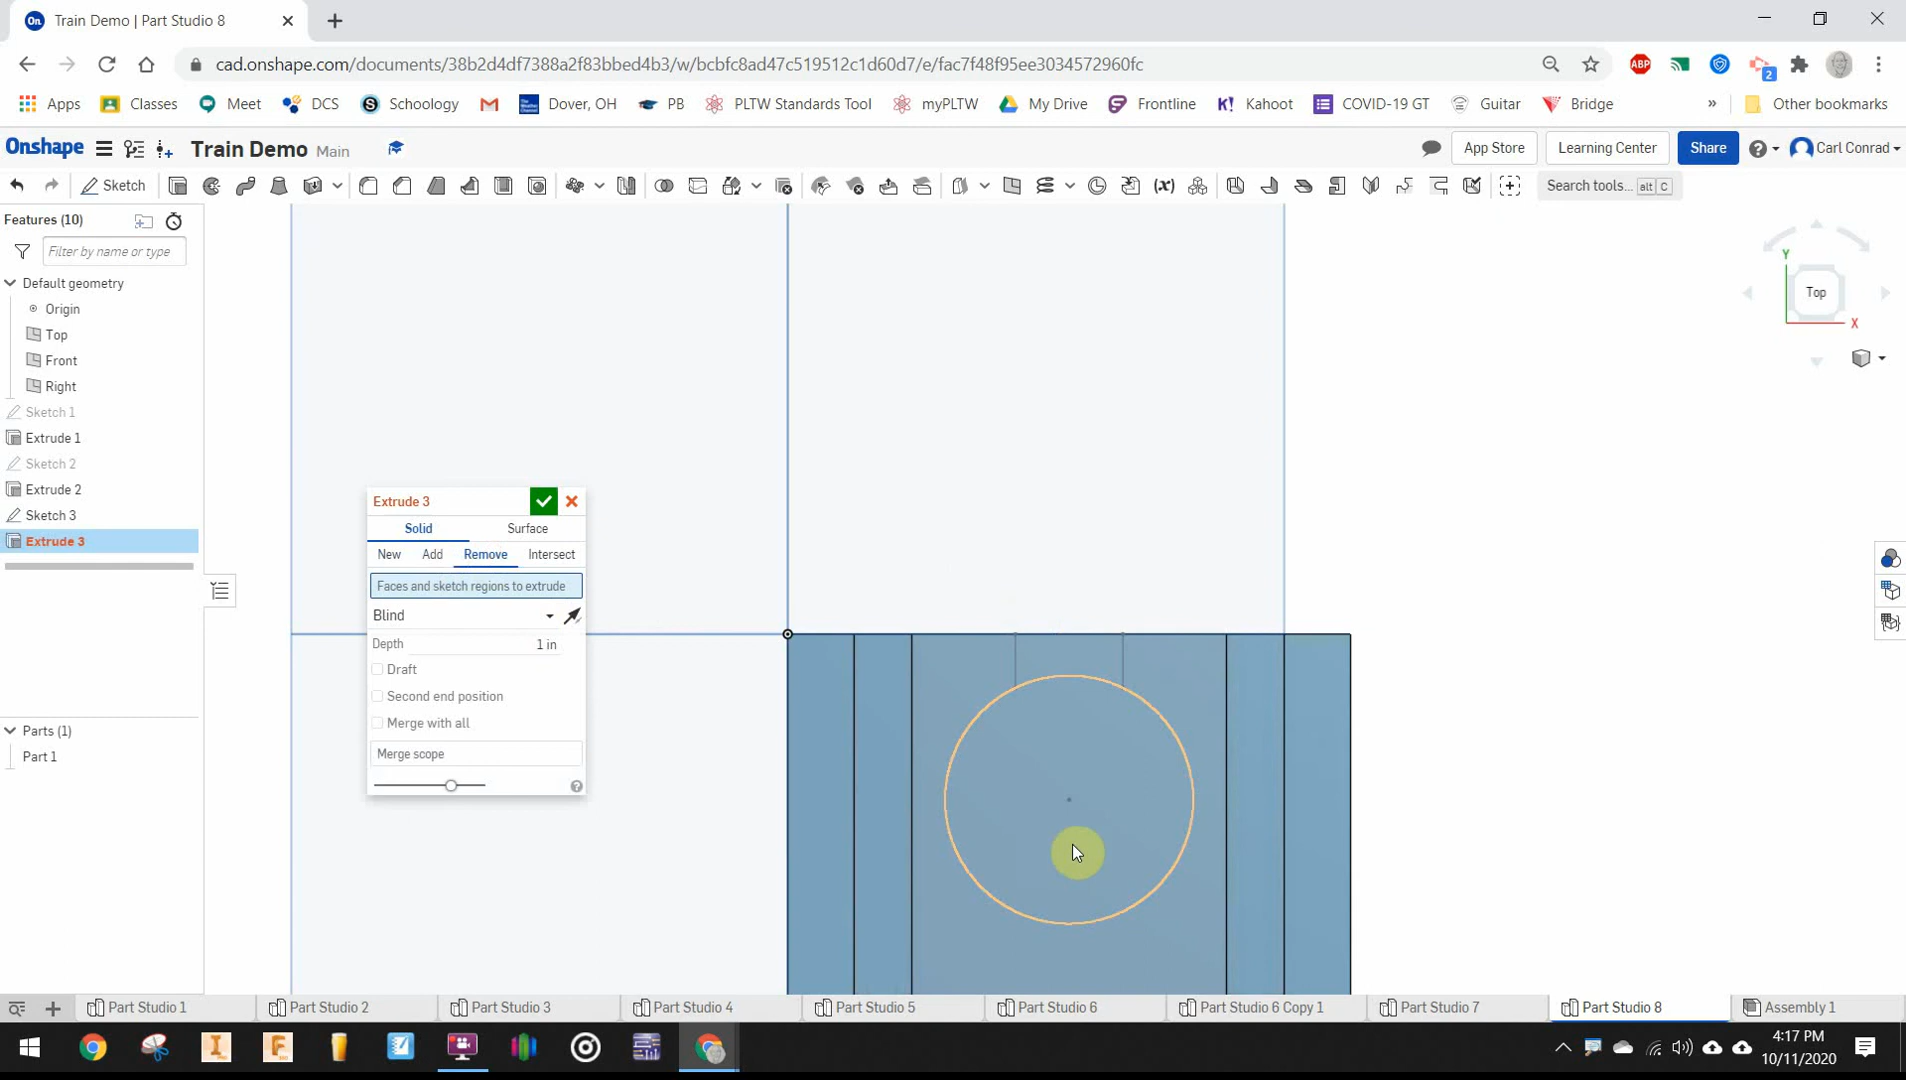 Train Demo | Part Studio 8
cad.onshape.com/documents/38b2d4df7388a2f83bbed4b3/w/bcbfc8ad47c519512c1d60d7/e/fac7f48f95ee3034572960fc
ABP
2
Apps
Classes
Meet
DCS
Schoology
Dover, OH
PB
PLTW Standards Tool
myPLTW
My Drive
Frontline
Kahoot
COVID-19 GT
Guitar
Bridge
»
Other bookmarks
Onshape
Train Demo Main
App Store
Learning Center
Share
Carl Conrad
Sketch
(x)
Search tools... alt C
Features (10)
Filter by name or type
Default geometry
Origin
Top
Front
Right
Sketch 1
Extrude 1
Sketch 2
Extrude 2
Sketch 3
Extrude 3
Parts (1)
Part 1
Extrude 3
Solid Surface
New Add Remove Intersect
Faces and sketch regions to extrude
Blind
Depth 1 in
Draft
Second end position
Merge with all
Merge scope
Y
Top
X
Part Studio 1
Part Studio 2
Part Studio 3
Part Studio 4
Part Studio 5
Part Studio 6
Part Studio 6 Copy 1
Part Studio 7
Part Studio 8
Assembly 1
4:17 PM
10/11/2020